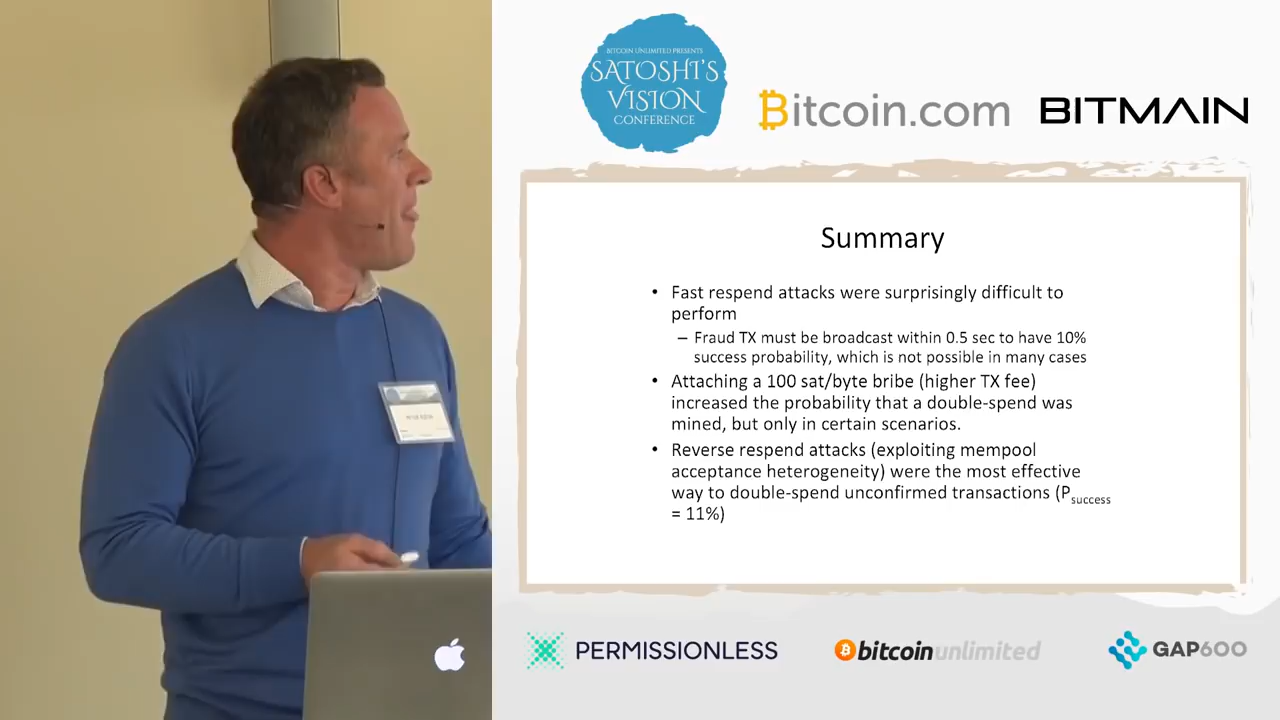 BITCOIN UNLIMITED PRESENTS
SATOSHI'S
VISION
CONFERENCE
Bitcoin.com
BITMAIN
Summary
• Fast respend attacks were surprisingly difficult to
perform
– Fraud TX must be broadcast within 0.5 sec to have 10%
success probability, which is not possible in many cases
• Attaching a 100 sat/byte bribe (higher TX fee)
increased the probability that a double-spend was
mined, but only in certain scenarios.
• Reverse respend attacks (exploiting mempool
acceptance heterogeneity) were the most effective
way to double-spend unconfirmed transactions (Psuccess
= 11%)
PERMISSIONLESS
bitcoinunlimited
GAP600